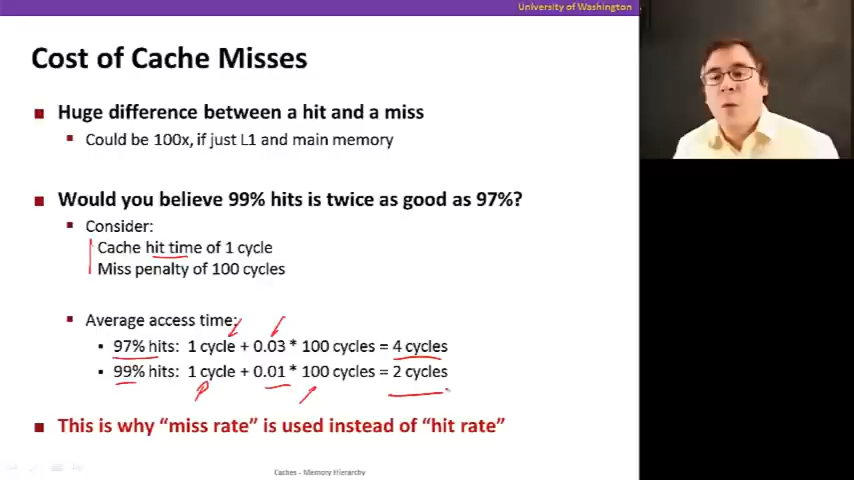 University of Washington
Cost of Cache Misses
Huge difference between a hit and a miss
Could be 100x, if just L1 and main memory
Would you believe 99% hits is twice as good as 97%?
Consider:
Cache hit time of 1 cycle
Miss penalty of 100 cycles
Average access time:
97% hits: 1 cycle + 0.03 * 100 cycles = 4 cycles
99% hits: 1 cycle + 0.01 * 100 cycles = 2 cycles
This is why “miss rate” is used instead of “hit rate”
Caches - Memory Hierarchy